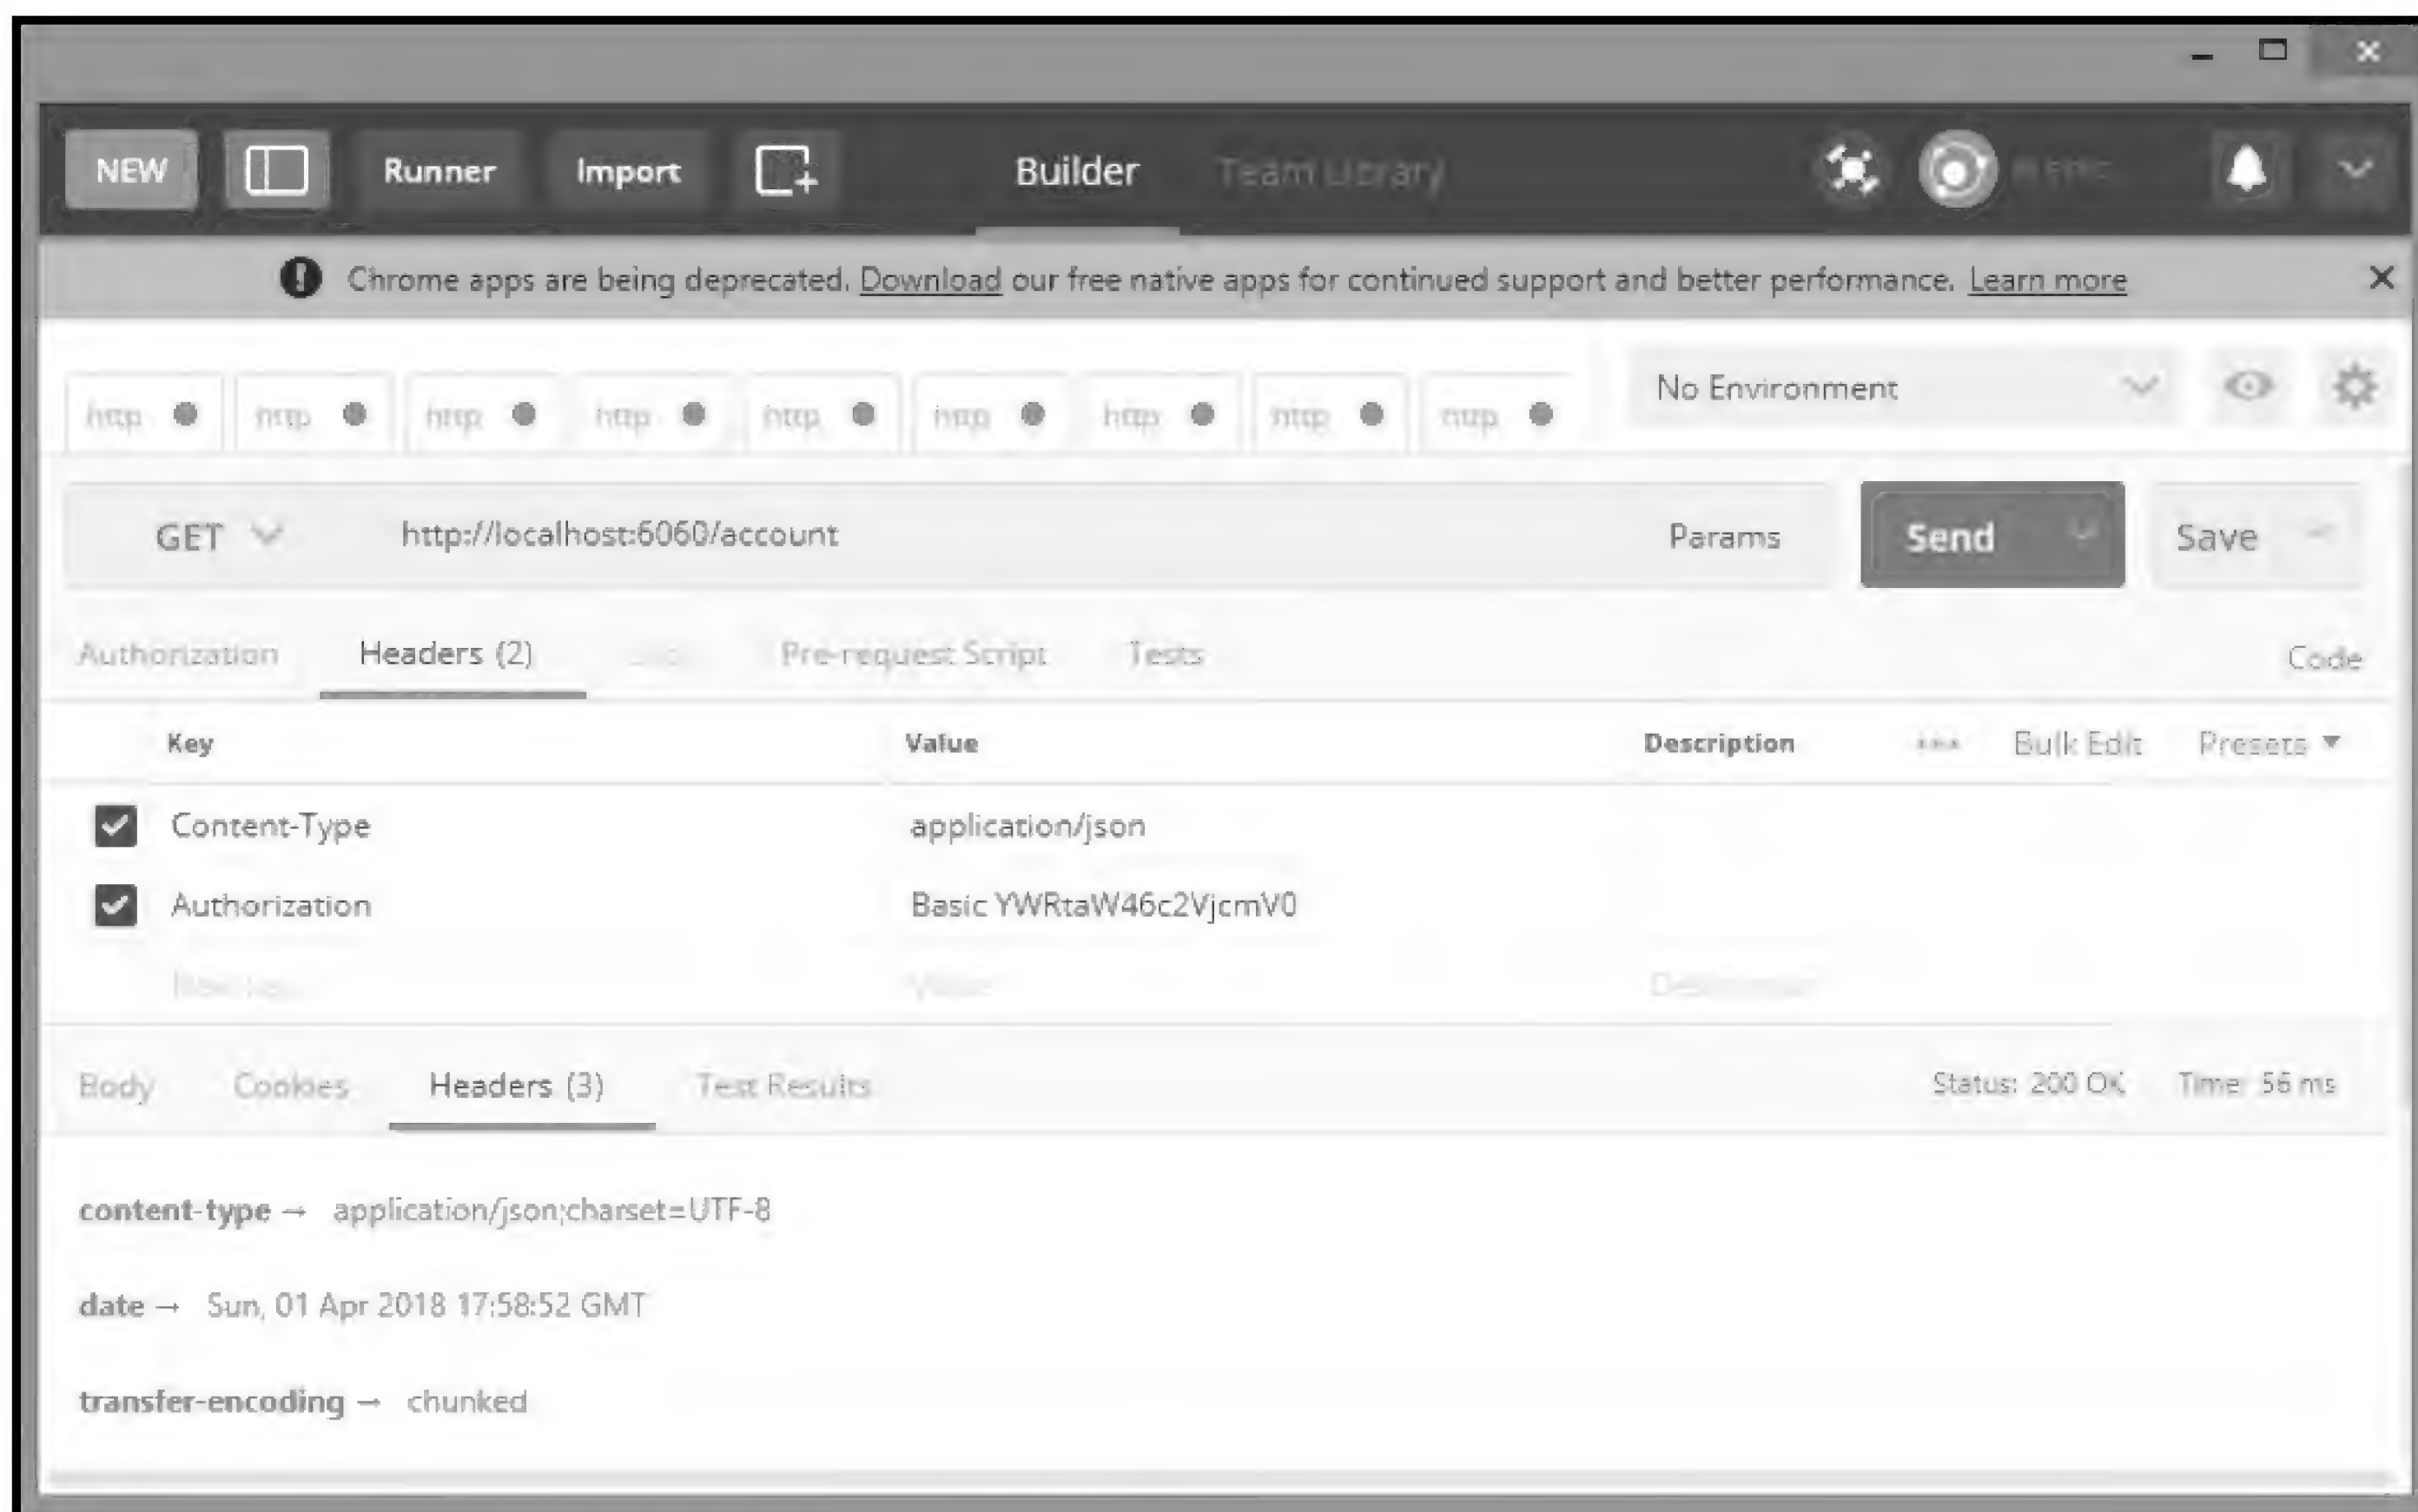 NEW Runner Import Builder Team Library
Chrome apps are being deprecated. Download our free native apps for continued support and better performance. Learn more
http http http http http http http http http No Environment
GET http://localhost:6060/account Params Send Save
Authorization Headers (2) Pre-request Script Tests Code
Key Value Description Bulk Edit Presets
Content-Type application/json
Authorization Basic YWRtaW46c2VjcmV0
Value
Body Cookies Headers (3) Test Results Status: 200 OK Time: 56 ms
content-type → application/json;charset=UTF-8
date → Sun, 01 Apr 2018 17:58:52 GMT
transfer-encoding → chunked